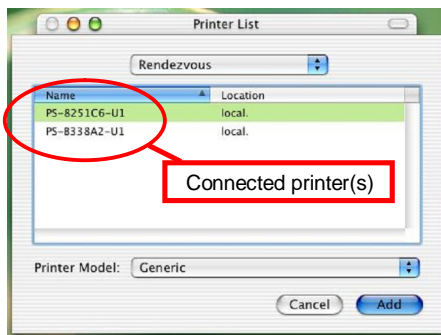 Printer List
Rendezvous
Name Location
PS-8251C6-U1 local.
PS-B338A2-U1 local.
Connected printer(s)
Printer Model: Generic
Cancel Add